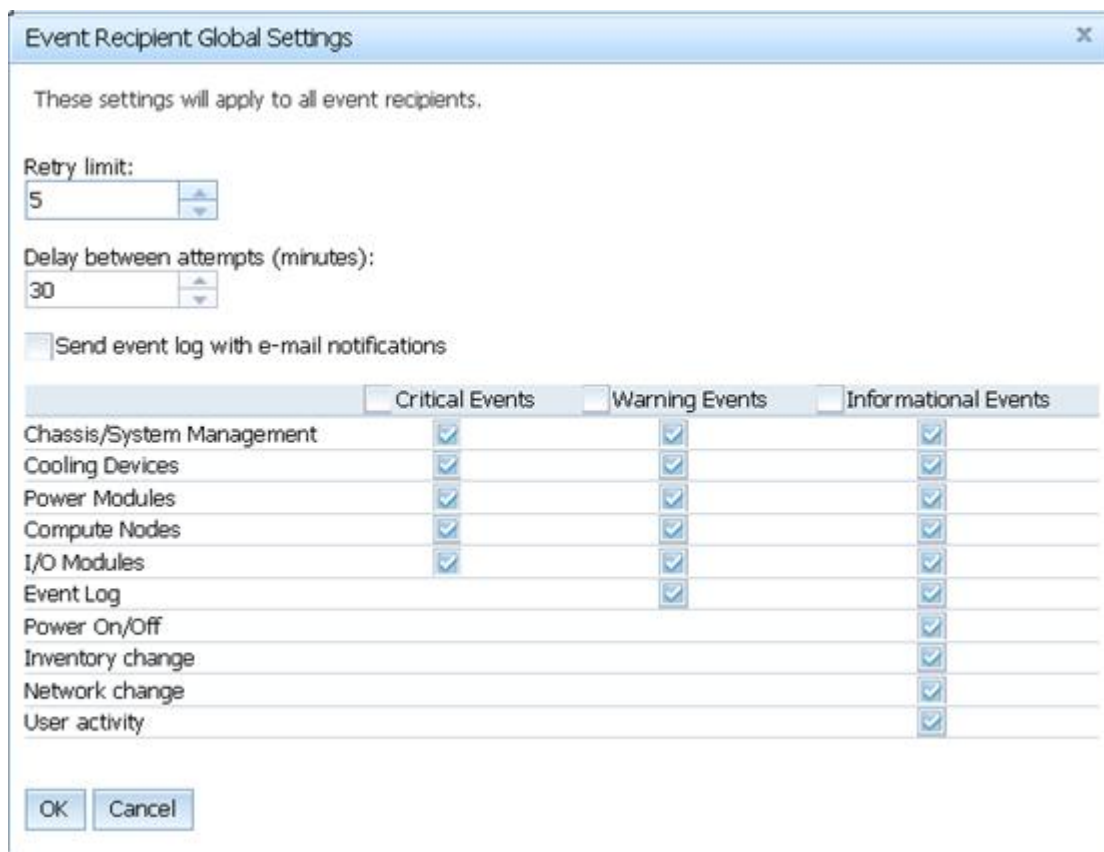 Event Recipient Global Settings
These settings will apply to all event recipients.
Retry limit:
5
Delay between attempts (minutes):
30
Send event log with e-mail notifications
Critical Events Warning Events Informational Events
Chassis/System Management
Cooling Devices
Power Modules
Compute Nodes
I/O Modules
Event Log
Power On/Off
Inventory change
Network change
User activity
OK Cancel